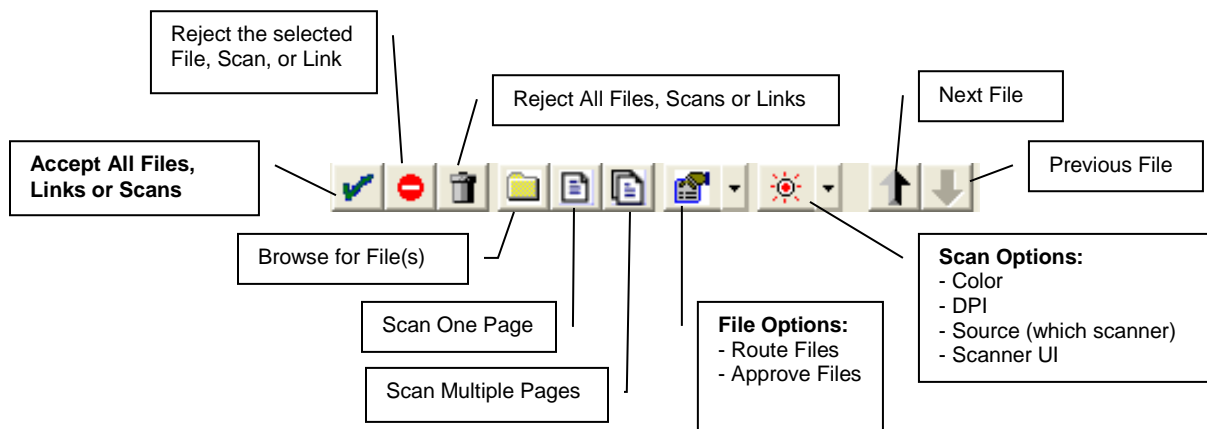 Reject the selected
File, Scan, or Link
Reject All Files, Scans or Links
Next File
Accept All Files,
Links or Scans
Previous File
Browse for File(s)
Scan One Page
Scan Multiple Pages
File Options:
- Route Files
- Approve Files
Scan Options:
- Color
- DPI
- Source (which scanner)
- Scanner UI